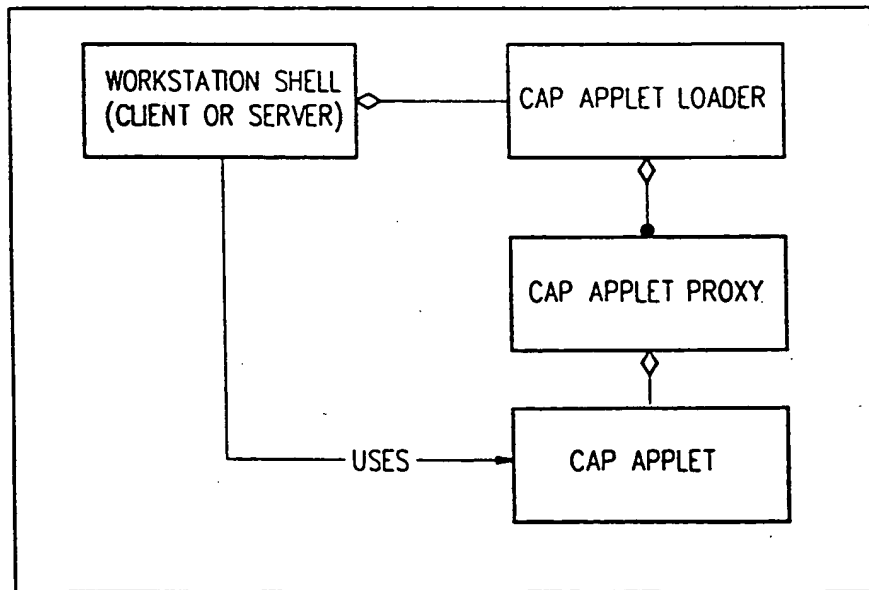 WORKSTATION SHELL
(CLIENT OR SERVER)
CAP APPLET LOADER
CAP APPLET PROXY
USES
CAP APPLET